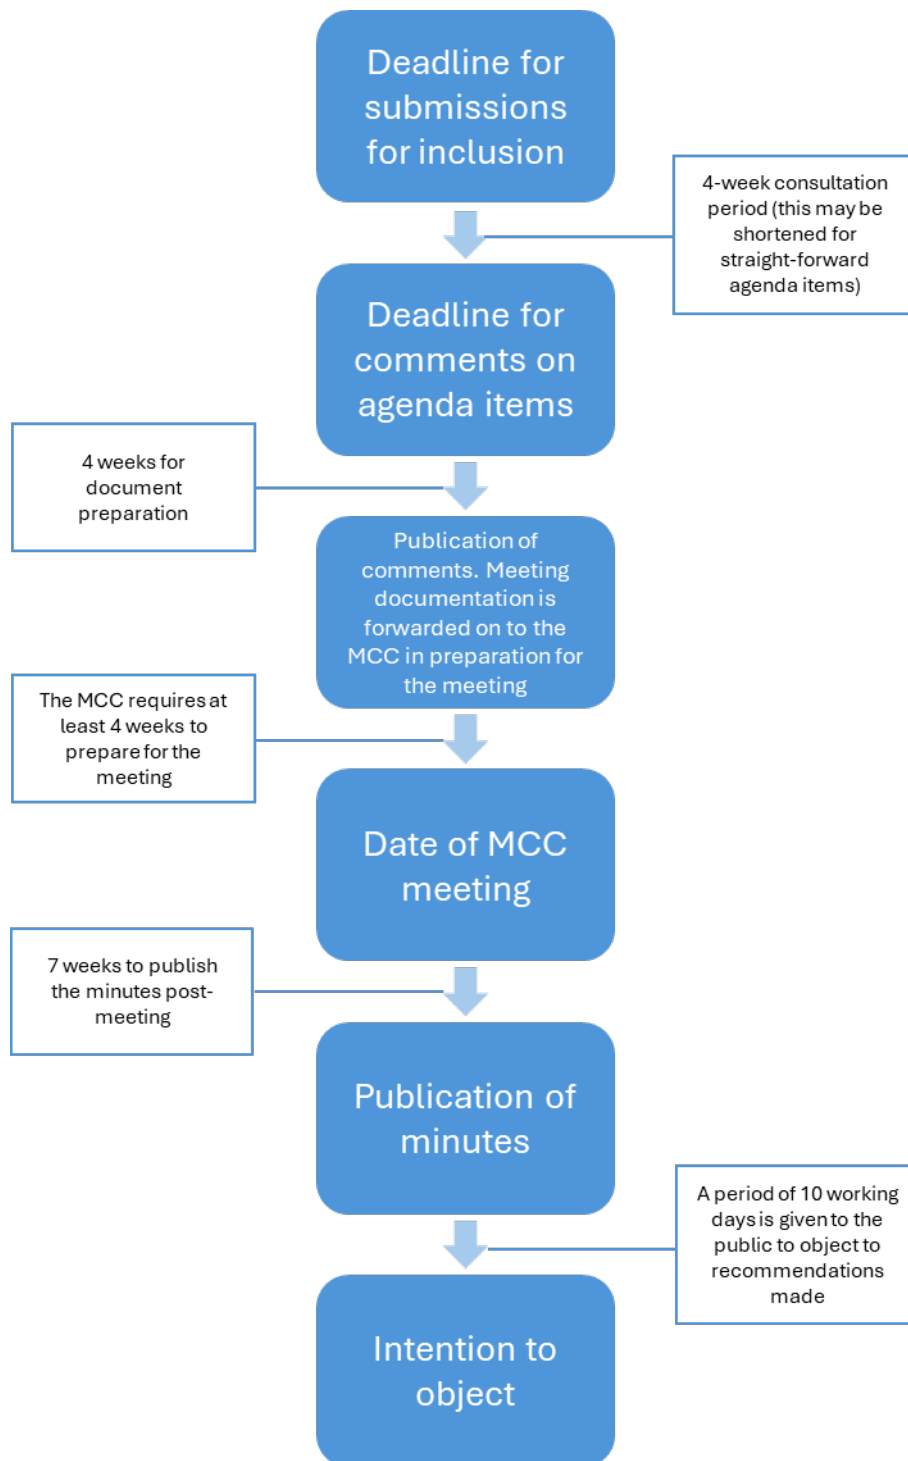 Deadline for
submissions
for inclusion
4-week consultation
period (this may be
shortened for
straight-forward
agenda items)
Deadline for
comments on
agenda items
4 weeks for
document
preparation
Publication of
comments. Meeting
documentation is
forwarded on to the
MCC in preparation for
the meeting
The MCC requires at
least 4 weeks to
prepare for the
meeting
Date of MCC
meeting
7 weeks to publish
the minutes post-
meeting
Publication of
minutes
A period of 10 working
days is given to the
public to object to
recommendations
made
Intention to
object